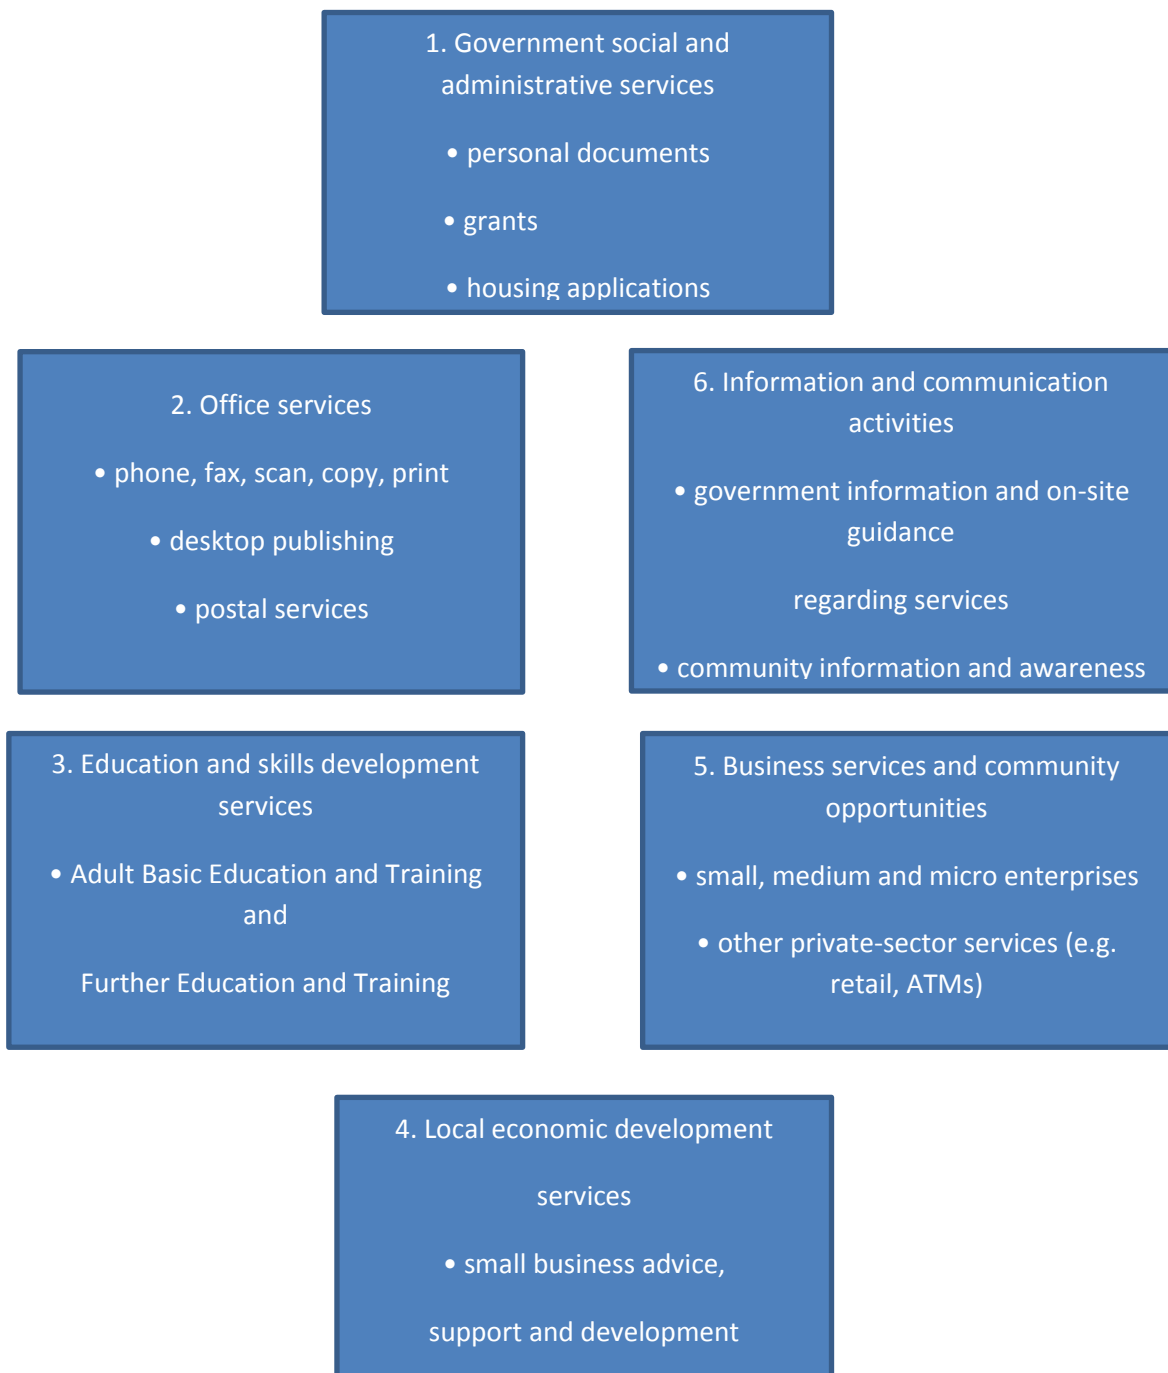 1. Government social and
administrative services
• personal documents
• grants
• housing applications
2. Office services
• phone, fax, scan, copy, print
• desktop publishing
• postal services
6. Information and communication
activities
• government information and on-site
guidance
regarding services
• community information and awareness
3. Education and skills development
services
• Adult Basic Education and Training
and
Further Education and Training
5. Business services and community
opportunities
• small, medium and micro enterprises
• other private-sector services (e.g.
retail, ATMs)
4. Local economic development
services
• small business advice,
support and development